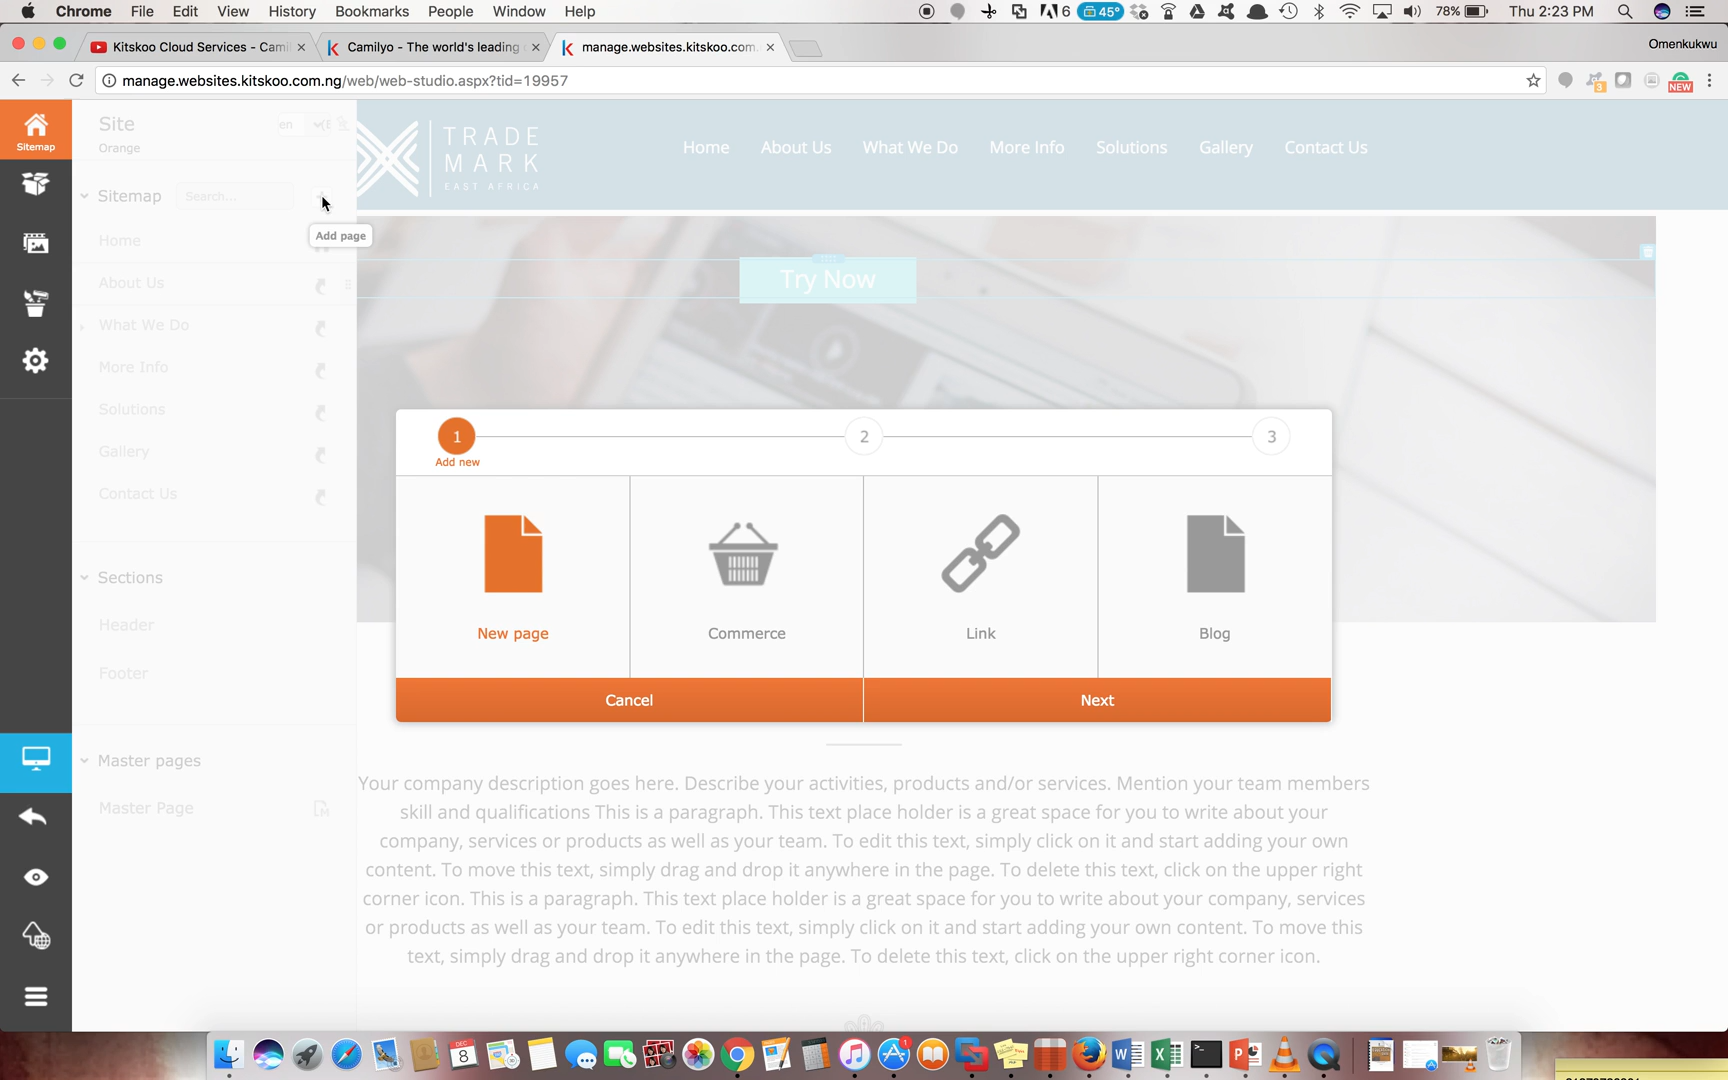 Chrome File Edit View History Bookmarks People Window Help
6 45° 78% Thu 2:23 PM
Kitskoo Cloud Services - Cami
Camilyo - The world's leading
manage.websites.kitskoo.com.
Omenkukwu
manage.websites.kitskoo.com.ng/web/web-studio.aspx?tid=19957
3 NEW
Sitemap
Site
Orange
en
Sitemap
Search...
Add page
Home
About Us
What We Do
More Info
Solutions
Gallery
Contact Us
Sections
Header
Footer
Master pages
Master Page
TRADE
MARK
EAST AFRICA
Home About Us What We Do More Info Solutions Gallery Contact Us
Try Now
1 2 3
Add new
New page Commerce Link Blog
Cancel Next
Your company description goes here. Describe your activities, products and/or services. Mention your team members
skill and qualifications This is a paragraph. This text place holder is a great space for you to write about your
company, services or products as well as your team. To edit this text, simply click on it and start adding your own
content. To move this text, simply drag and drop it anywhere in the page. To delete this text, click on the upper right
corner icon. This is a paragraph. This text place holder is a great space for you to write about your company, services
or products as well as your team. To edit this text, simply click on it and start adding your own content. To move this
text, simply drag and drop it anywhere in the page. To delete this text, click on the upper right corner icon.
DEC
8
1